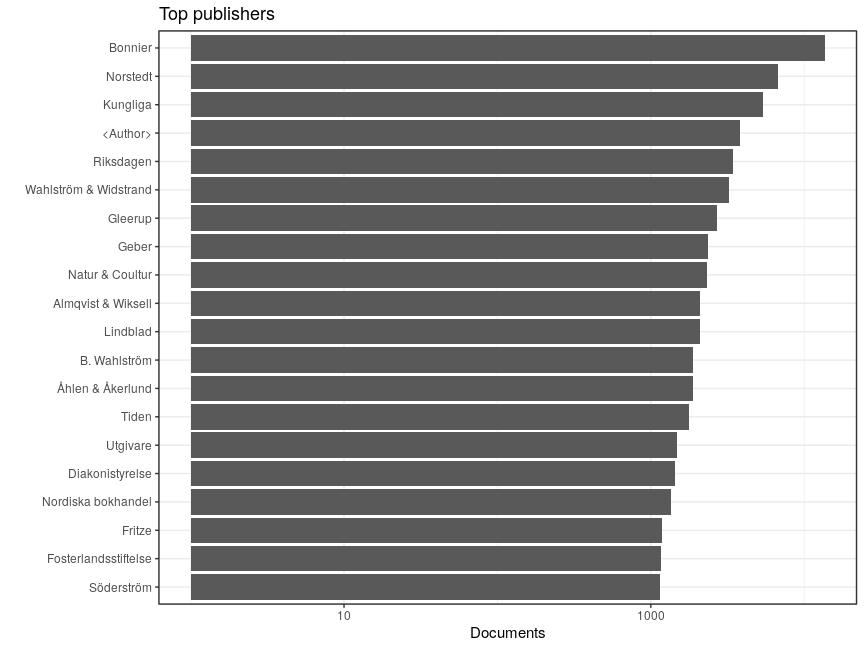 Top publishers
Bonnier
Norstedt
Kungliga
<Author>
Riksdagen
Wahlström & Widstrand
Gleerup
Geber
Natur & Coultur
Almqvist & Wiksell
Lindblad
B. Wahlström
Åhlen & Åkerlund
Tiden
Utgivare
Diakonistyrelse
Nordiska bokhandel
Fritze
Fosterlandsstiftelse
Söderström
10 1000
Documents